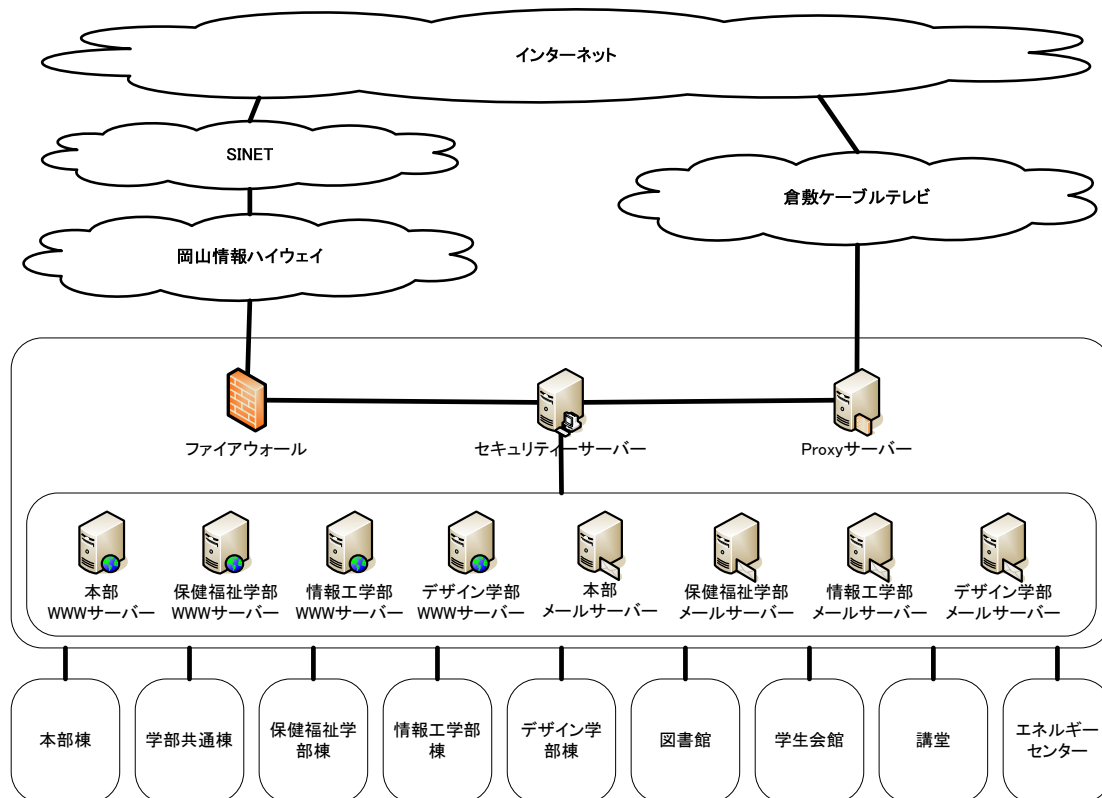 インターネット
SINET
倉敷ケーブルテレビ
岡山情報ハイウェイ
ファイアウォール
セキュリティーサーバー
Proxyサーバー
本部
WWWサーバー
保健福祉学部
WWWサーバー
情報工学部
WWWサーバー
デザイン学部
WWWサーバー
本部
メールサーバー
保健福祉学部
メールサーバー
情報工学部
メールサーバー
デザイン学部
メールサーバー
本部棟
学部共通棟
保健福祉学
部棟
情報工学部
棟
デザイン学
部棟
図書館
学生会館
講堂
エネルギー
センター